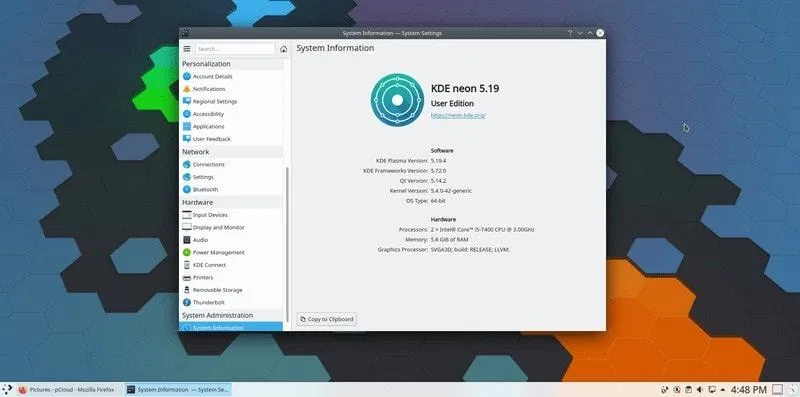 System Information — System Settings
Search...
System Information
Personalization
Account Details
Notifications
Regional Settings
Accessibility
Applications
User Feedback
Network
Connections
Settings
Bluetooth
Hardware
Input Devices
Display and Monitor
Audio
Power Management
KDE Connect
Printers
Removable Storage
Thunderbolt
System Administration
System Information
KDE neon 5.19
User Edition
https://neon.kde.org/
Software
KDE Plasma Version: 5.19.4
KDE Frameworks Version: 5.72.0
Qt Version: 5.14.2
Kernel Version: 5.4.0-42-generic
OS Type: 64-bit
Hardware
Processors: 2 × Intel® Core™ i5-7400 CPU @ 3.00GHz
Memory: 5.8 GiB of RAM
Graphics Processor: SVGA3D; build: RELEASE; LLVM;
Copy to Clipboard
Pictures - pCloud - Mozilla Firefox
System Information — System Se...
4:48 PM